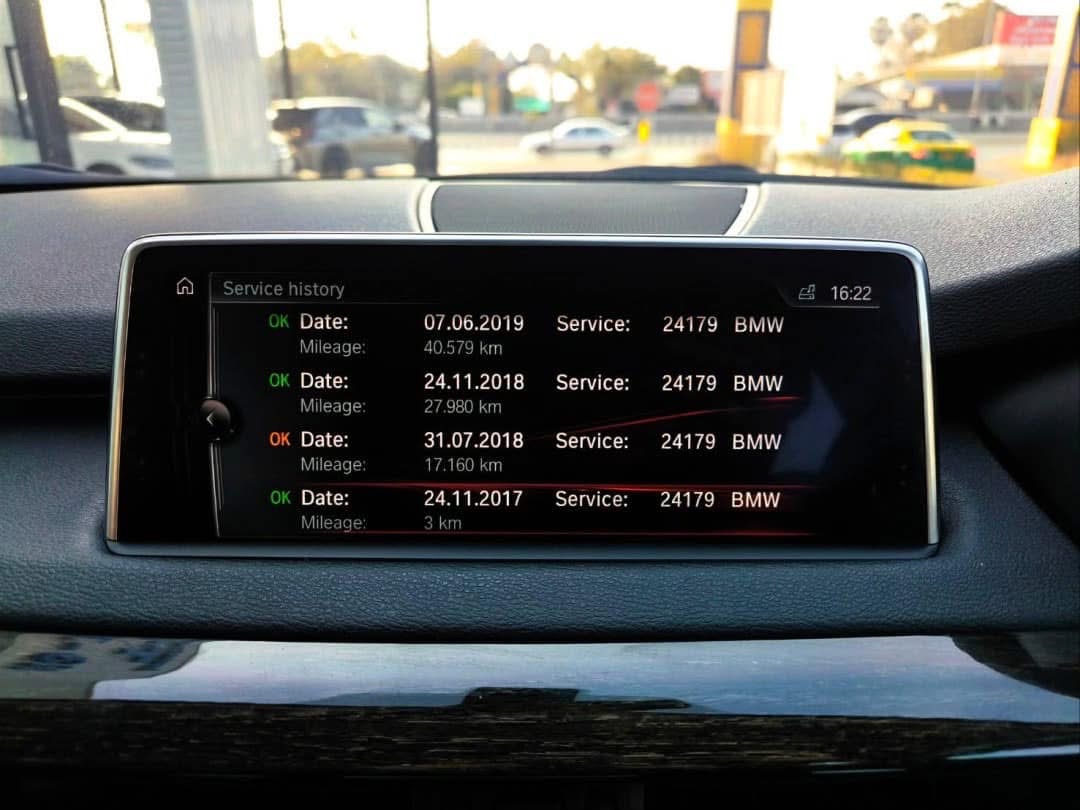 Service history
16:22
OK Date: 07.06.2019 Service: 24179 BMW
Mileage: 40.579 km
OK Date: 24.11.2018 Service: 24179 BMW
Mileage: 27.980 km
OK Date: 31.07.2018 Service: 24179 BMW
Mileage: 17.160 km
OK Date: 24.11.2017 Service: 24179 BMW
Mileage: 3 km